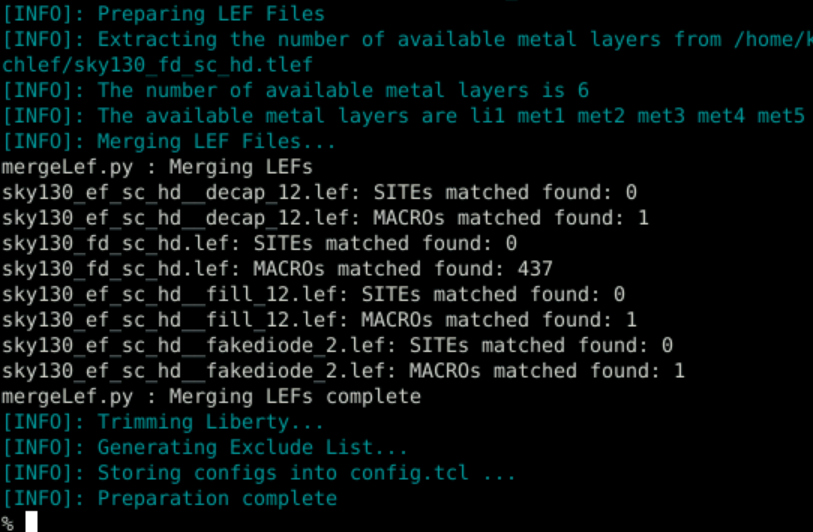 [INFO]: Preparing LEF Files
[INFO]: Extracting the number of available metal layers from /home/k
chlef/sky130_fd_sc_hd.tlef
[INFO]: The number of available metal layers is 6
[INFO]: The available metal layers are li1 met1 met2 met3 met4 met5
[INFO]: Merging LEF Files...
mergeLef.py : Merging LEFs
sky130_ef_sc_hd__decap_12.lef: SITEs matched found: 0
sky130_ef_sc_hd__decap_12.lef: MACROs matched found: 1
sky130_fd_sc_hd.lef: SITEs matched found: 0
sky130_fd_sc_hd.lef: MACROs matched found: 437
sky130_ef_sc_hd__fill_12.lef: SITEs matched found: 0
sky130_ef_sc_hd__fill_12.lef: MACROs matched found: 1
sky130_ef_sc_hd__fakediode_2.lef: SITEs matched found: 0
sky130_ef_sc_hd__fakediode_2.lef: MACROs matched found: 1
mergeLef.py : Merging LEFs complete
[INFO]: Trimming Liberty...
[INFO]: Generating Exclude List...
[INFO]: Storing configs into config.tcl ...
[INFO]: Preparation complete
%